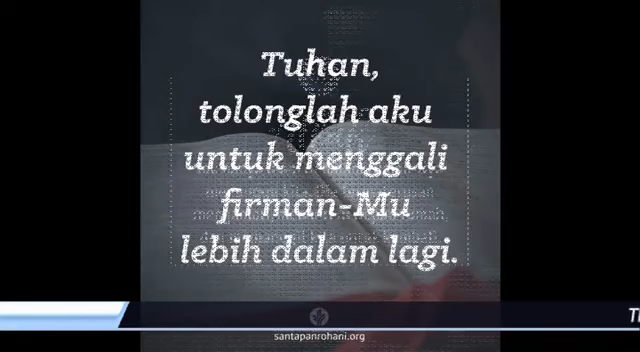 Tuhan,
tolonglah aku
untuk menggali
firman-Mu
lebih dalam lagi.
santapanrohani.org